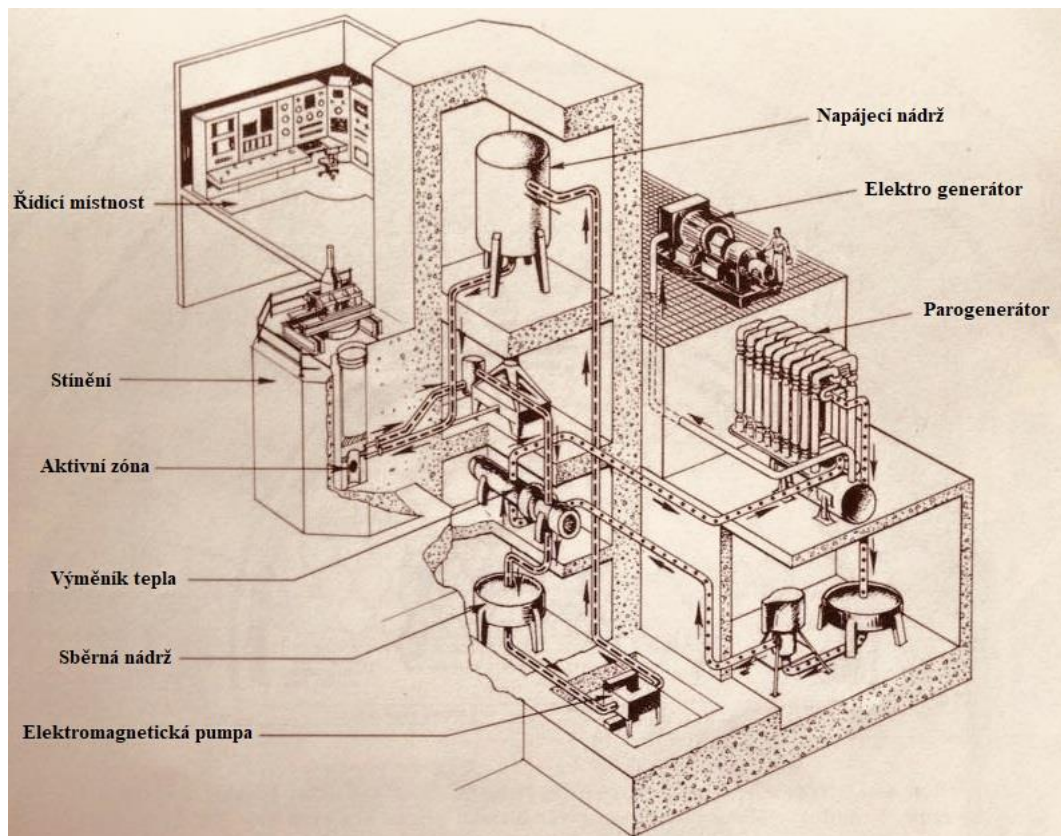 Napájecí nádrž
Elektro generátor
Řídící místnost
Parogenerátor
Stínění
Aktivní zóna
Výměník tepla
Sběrná nádrž
Elektromagnetická pumpa